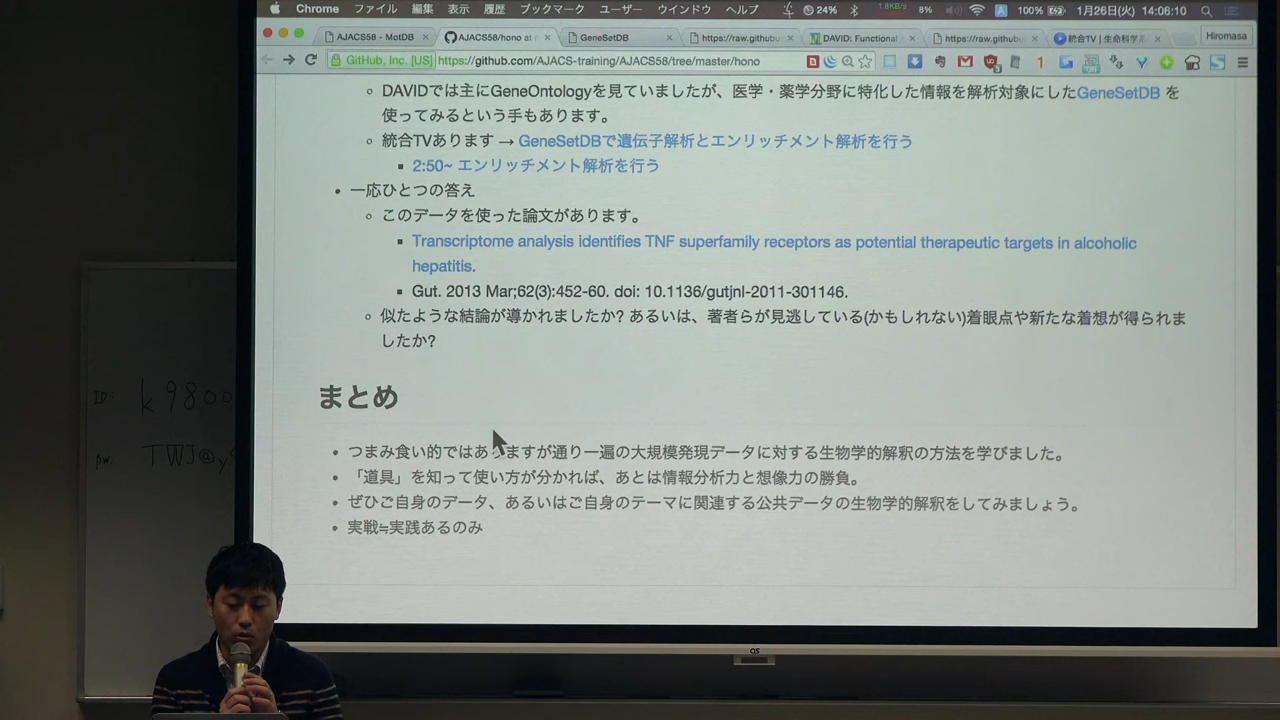 Chrome ファイル 編集 表示 履歴 ブックマーク ユーザー ウインドウ ヘルプ 24% 1.8KB/s 8% A 100% 1月26日(火) 14:06:10
AJACS58 - MotDB AJACS58/hono at GeneSetDB https://raw.githubu DAVID: Functional https://raw.githubu 統合TV | 生命科学系 Hiromasa
GitHub, Inc. [US] https://github.com/AJACS-training/AJACS58/tree/master/hono
DAVIDでは主にGeneOntologyを見ていましたが、医学・薬学分野に特化した情報を解析対象にしたGeneSetDB を
使ってみるという手もあります。
統合TVあります → GeneSetDBで遺伝子解析とエンリッチメント解析を行う
2:50~ エンリッチメント解析を行う
一応ひとつの答え
このデータを使った論文があります。
Transcriptome analysis identifies TNF superfamily receptors as potential therapeutic targets in alcoholic
hepatitis.
Gut. 2013 Mar;62(3):452-60. doi: 10.1136/gutjnl-2011-301146.
似たような結論が導かれましたか? あるいは、著者らが見逃している(かもしれない)着眼点や新たな着想が得られま
したか?
まとめ
つまみ食い的ではありますが通り一遍の大規模発現データに対する生物学的解釈の方法を学びました。
「道具」を知って使い方が分かれば、あとは情報分析力と想像力の勝負。
ぜひご自身のデータ、あるいはご自身のテーマに関連する公共データの生物学的解釈をしてみましょう。
実戦≒実践あるのみ
ID: k9800
pw. TWJ@y